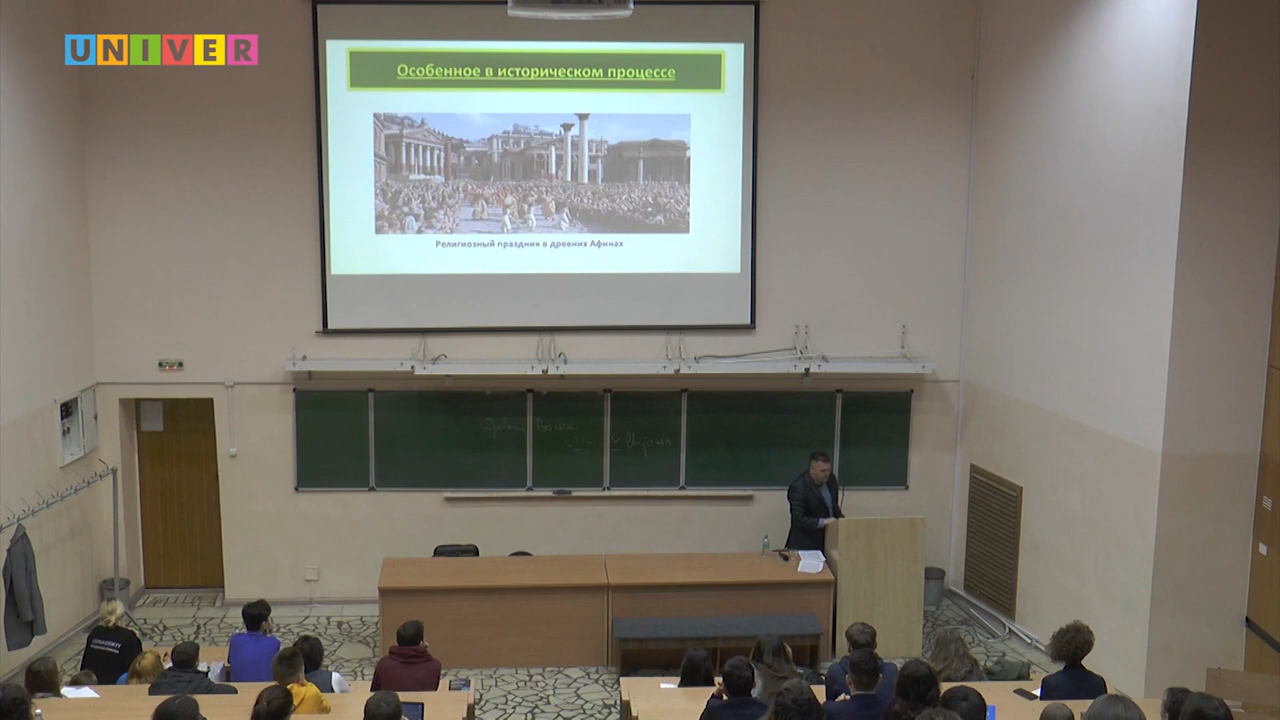 UNIVER
Особенное в историческом процессе
Религиозный праздник в древних Афинах